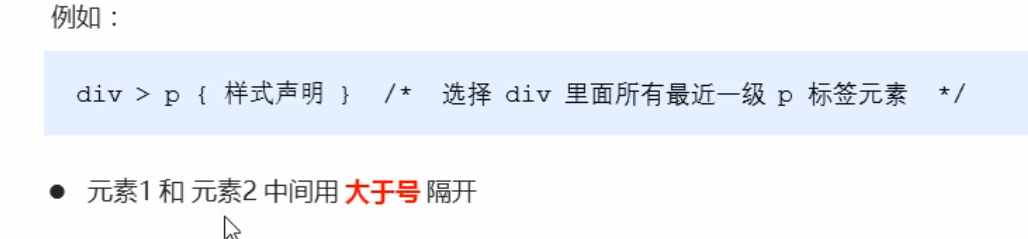 例如：
div > p { 样式声明 } /* 选择 div 里面所有最近一级 p 标签元素 */
● 元素1 和 元素2 中间用 大于号 隔开